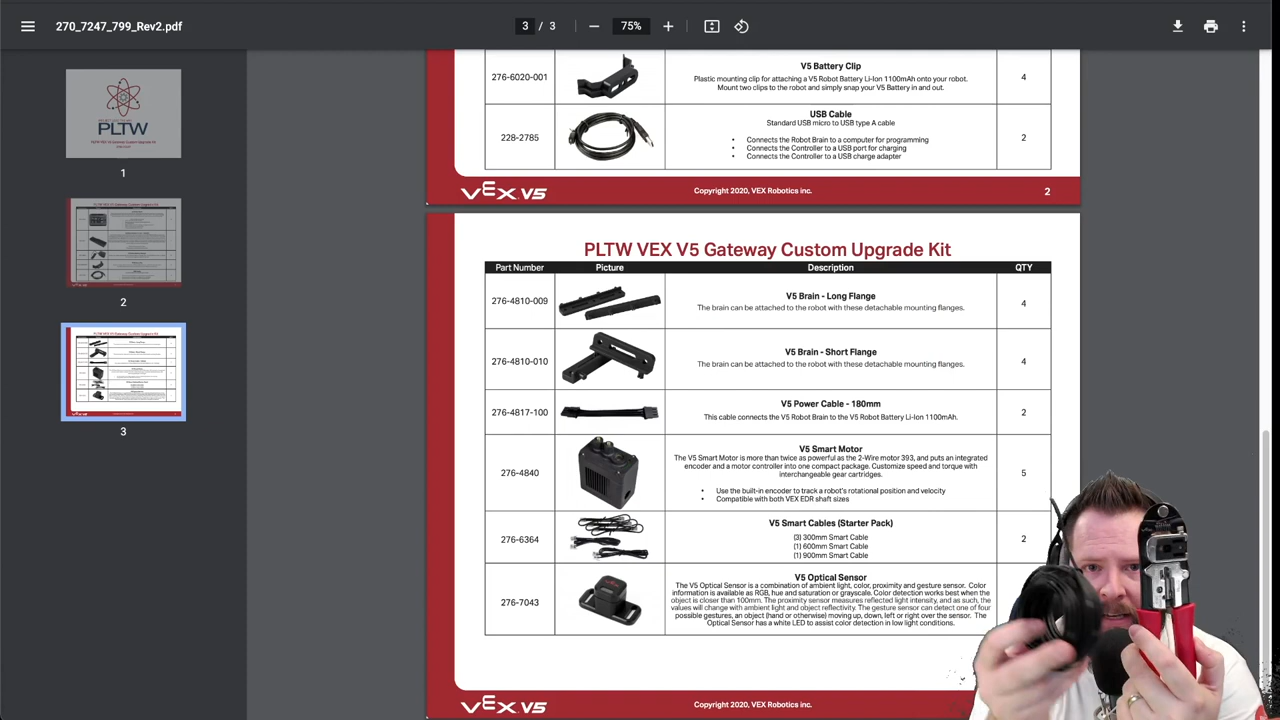 270_7247_799_Rev2.pdf
3 / 3
75%
PLTW
1
2
3
276-6020-001
V5 Battery Clip
Plastic mounting clip for attaching a V5 Robot Battery Li-Ion 1100mAh onto your robot.
Mount two clips to the robot and simply snap your V5 Battery in and out.
4
228-2785
USB Cable
Standard USB micro to USB type A cable
• Connects the Robot Brain to a computer for programming
• Connects the Controller to a USB port for charging
• Connects the Controller to a USB charge adapter
2
VEX V5
Copyright 2020, VEX Robotics inc.
2
PLTW VEX V5 Gateway Custom Upgrade Kit
Part Number Picture Description QTY
276-4810-009
V5 Brain - Long Flange
The brain can be attached to the robot with these detachable mounting flanges.
4
276-4810-010
V5 Brain - Short Flange
The brain can be attached to the robot with these detachable mounting flanges.
4
276-4817-100
V5 Power Cable - 180mm
This cable connects the V5 Robot Brain to the V5 Robot Battery Li-Ion 1100mAh.
2
276-4840
V5 Smart Motor
The V5 Smart Motor is more than twice as powerful as the 2-Wire motor 393, and puts an integrated
encoder and a motor controller into one compact package. Customize speed and torque with
interchangeable gear cartridges.
• Use the built-in encoder to track a robot's rotational position and velocity
• Compatible with both VEX EDR shaft sizes
5
276-6364
V5 Smart Cables (Starter Pack)
(3) 300mm Smart Cable
(1) 600mm Smart Cable
(1) 900mm Smart Cable
2
276-7043
V5 Optical Sensor
The V5 Optical Sensor is a combination of ambient light, color, proximity and gesture sensor. Color
information is available as RGB, hue and saturation or grayscale. Color detection works best when the
object is closer than 100mm. The proximity sensor measures reflected light intensity, and as such, the
values will change with ambient light and object reflectivity. The gesture sensor can detect one of four
possible gestures, an object (hand or otherwise) moving up, down, left or right over the sensor. The
Optical Sensor has a white LED to assist color detection in low light conditions.
VEX V5
Copyright 2020, VEX Robotics inc.